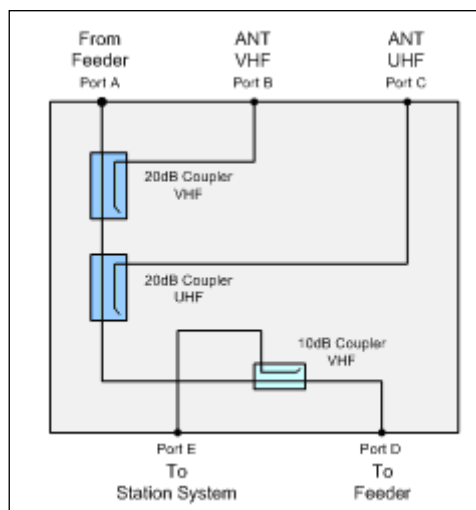 From
Feeder
Port A
ANT
VHF
Port B
ANT
UHF
Port C
20dB Coupler
VHF
20dB Coupler
UHF
10dB Coupler
VHF
Port E
To
Station System
Port D
To
Feeder